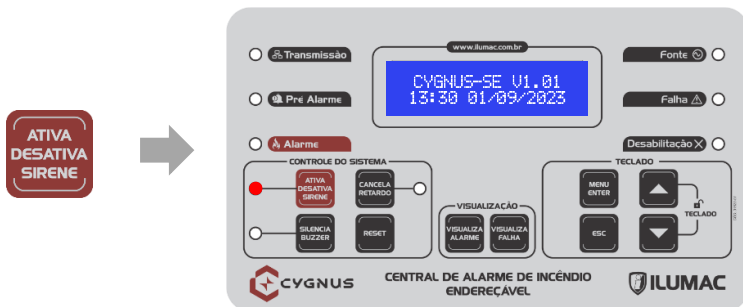 ATIVA
DESATIVA
SIRENE
www.ilumac.com.br
Transmissão
Pré Alarme
Alarme
CYGNUS-SE V1.01
13:30 01/09/2023
Fonte
Falha
Desabilitação
CONTROLE DO SISTEMA
ATIVA
DESATIVA
SIRENE
CANCELA
RETARDO
SILENCIA
BUZZER
RESET
VISUALIZAÇÃO
VISUALIZA
ALARME
VISUALIZA
FALHA
TECLADO
MENU
ENTER
ESC
TECLADO
CYGNUS
CENTRAL DE ALARME DE INCÊNDIO
ENDEREÇÁVEL
ILUMAC